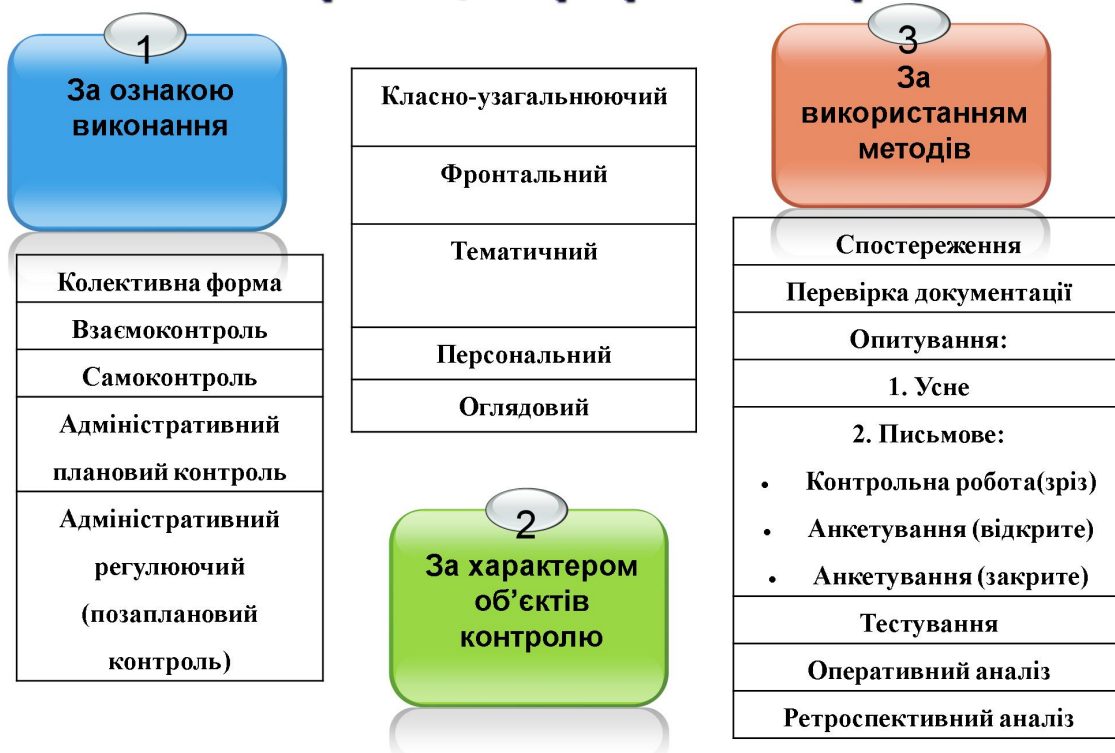 1
За ознакою
виконання
Колективна форма
Взаємоконтроль
Самоконтроль
Адміністративний
плановий контроль
Адміністративний
регулюючий
(позаплановий
контроль)
Класно-узагальнюючий
Фронтальний
Тематичний
Персональний
Оглядовий
2
За характером
об’єктів
контролю
3
За
використанням
методів
Спостереження
Перевірка документації
Опитування:
1. Усне
2. Письмове:
• Контрольна робота(зріз)
• Анкетування (відкрите)
• Анкетування (закрите)
Тестування
Оперативний аналіз
Ретроспективний аналіз